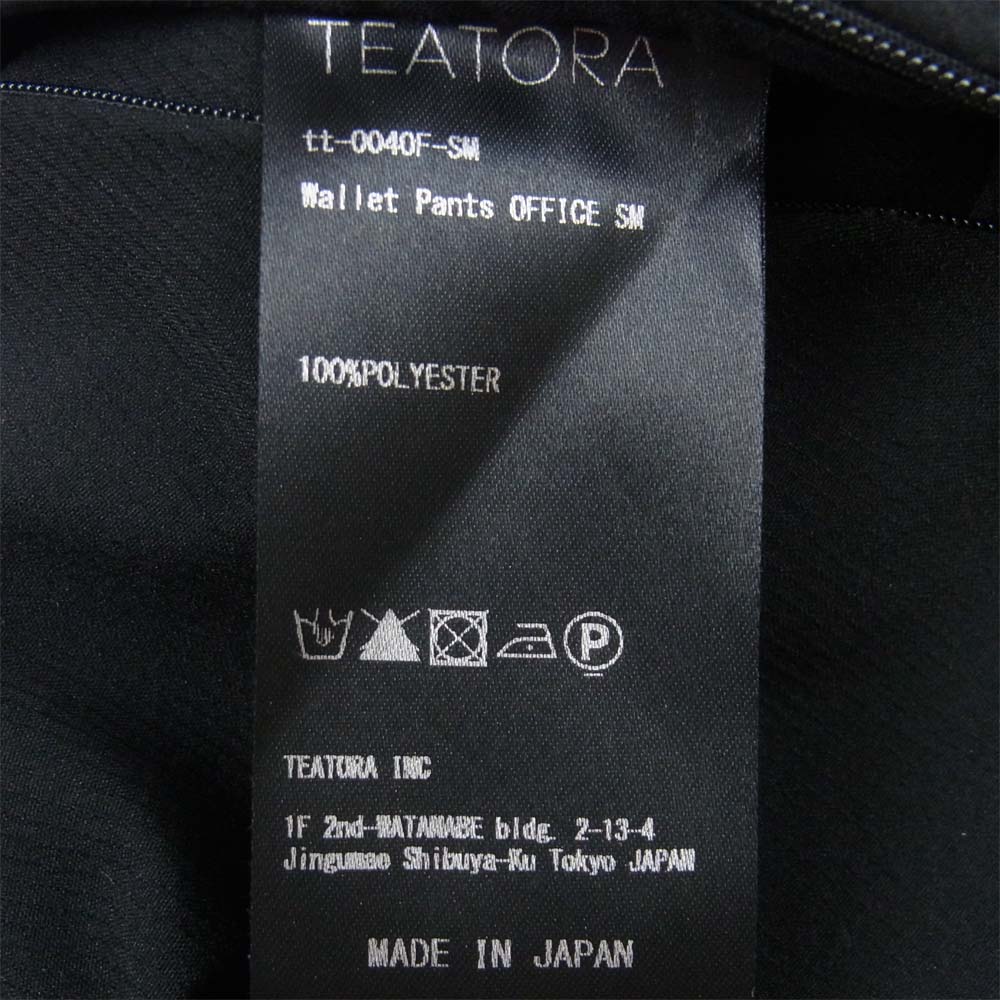 TEATORA
tt-0040F-SM
Wallet Pants OFFICE SM
100%POLYESTER
P
TEATORA INC
1F 2nd-WATANABE bldg. 2-13-4
Jingumae Shibuya-Ku Tokyo JAPAN
MADE IN JAPAN